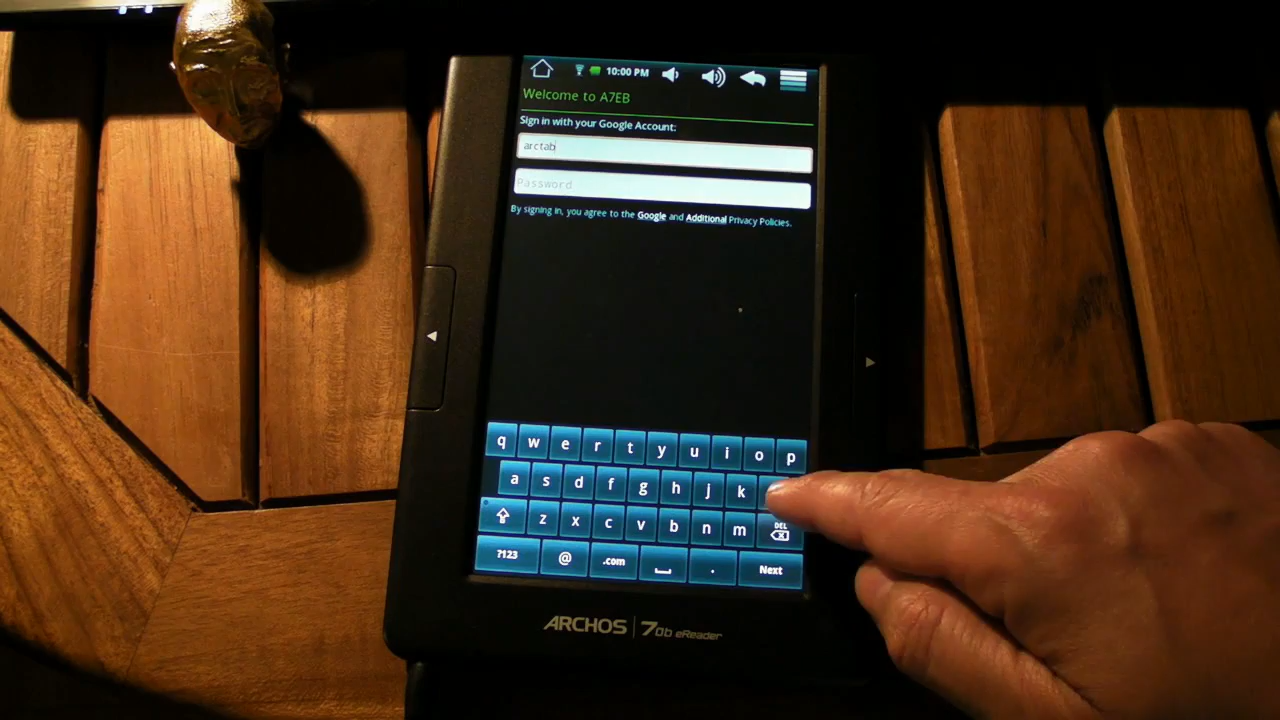 10:00 PM
Welcome to A7EB
Sign in with your Google Account:
arctab
Password
By signing in, you agree to the Google and Additional Privacy Policies.
q w e r t y u i o p
a s d f g h j k
z x c v b n m DEL
?123 @ .com . Next
ARCHOS 70b eReader